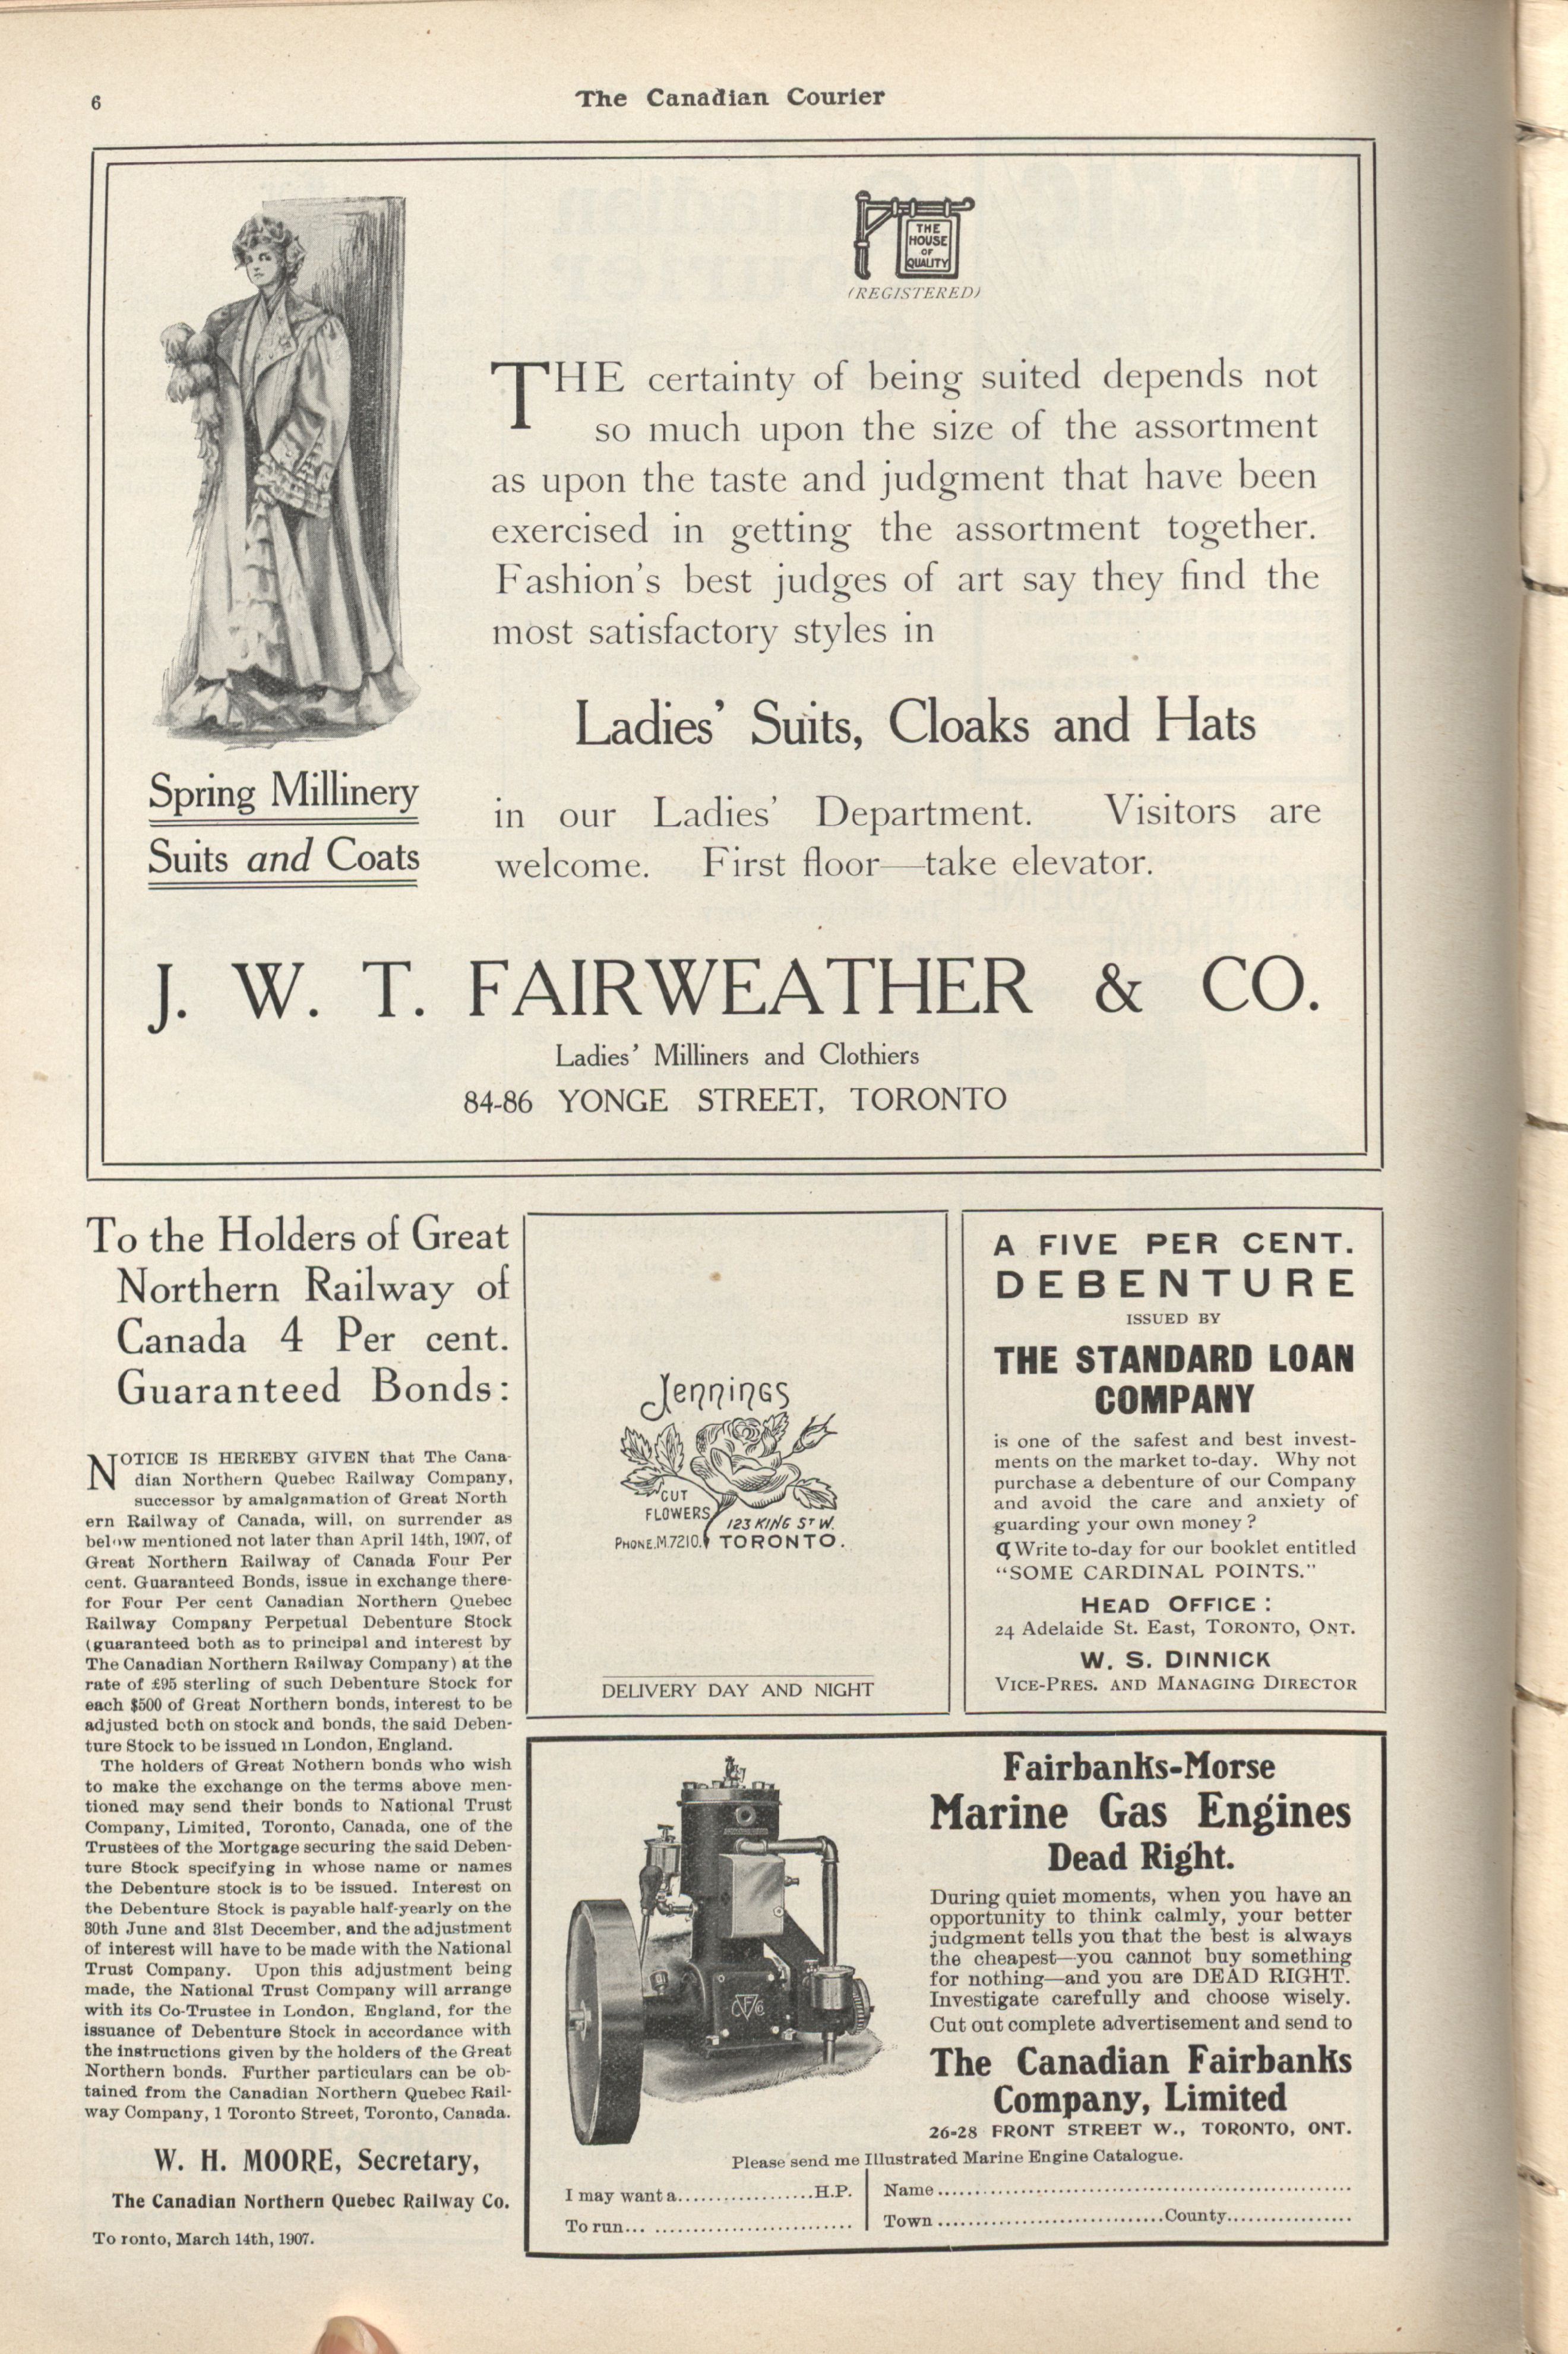 6
The Canadian Courier
THE
HOUSE
OF
QUALITY
(REGISTERED)
THE certainty of being suited depends not
so much upon the size of the assortment
as upon the taste and judgment that have been
exercised in getting the assortment together.
Fashion's best judges of art say they find the
most satisfactory styles in
Ladies' Suits, Cloaks and Hats
Spring Millinery
Suits and Coats
in our Ladies' Department. Visitors are
welcome. First floor—take elevator.
J. W. T. FAIRWEATHER & CO.
Ladies' Milliners and Clothiers
84-86 YONGE STREET, TORONTO
To the Holders of Great
Northern Railway of
Canada 4 Per cent.
Guaranteed Bonds:
NOTICE IS HEREBY GIVEN that The Cana-
dian Northern Quebec Railway Company,
successor by amalgamation of Great North
ern Railway of Canada, will, on surrender as
below mentioned not later than April 14th, 1907, of
Great Northern Railway of Canada Four Per
cent. Guaranteed Bonds, issue in exchange there-
for Four Per cent Canadian Northern Quebec
Railway Company Perpetual Debenture Stock
(guaranteed both as to principal and interest by
The Canadian Northern Railway Company) at the
rate of £95 sterling of such Debenture Stock for
each $500 of Great Northern bonds, interest to be
adjusted both on stock and bonds, the said Deben-
ture Stock to be issued in London, England.
The holders of Great Nothern bonds who wish
to make the exchange on the terms above men-
tioned may send their bonds to National Trust
Company, Limited, Toronto, Canada, one of the
Trustees of the Mortgage securing the said Deben-
ture Stock specifying in whose name or names
the Debenture stock is to be issued. Interest on
the Debenture Stock is payable half-yearly on the
30th June and 31st December, and the adjustment
of interest will have to be made with the National
Trust Company. Upon this adjustment being
made, the National Trust Company will arrange
with its Co-Trustee in London, England, for the
issuance of Debenture Stock in accordance with
the instructions given by the holders of the Great
Northern bonds. Further particulars can be ob-
tained from the Canadian Northern Quebec Rail-
way Company, 1 Toronto Street, Toronto, Canada.
W. H. MOORE, Secretary,
The Canadian Northern Quebec Railway Co.
To ronto, March 14th, 1907.
Jennings
CUT
FLOWERS
123 KING ST W.
PHONE.M.7210. TORONTO.
DELIVERY DAY AND NIGHT
A FIVE PER CENT.
DEBENTURE
ISSUED BY
THE STANDARD LOAN
COMPANY
is one of the safest and best invest-
ments on the market to-day. Why not
purchase a debenture of our Company
and avoid the care and anxiety of
guarding your own money?
¶ Write to-day for our booklet entitled
"SOME CARDINAL POINTS."
HEAD OFFICE:
24 Adelaide St. East, TORONTO, ONT.
W. S. DINNICK
VICE-PRES. AND MANAGING DIRECTOR
Fairbanks-Morse
Marine Gas Engines
Dead Right.
During quiet moments, when you have an
opportunity to think calmly, your better
judgment tells you that the best is always
the cheapest—you cannot buy something
for nothing—and you are DEAD RIGHT.
Investigate carefully and choose wisely.
Cut out complete advertisement and send to
The Canadian Fairbanks
Company, Limited
26-28 FRONT STREET W., TORONTO, ONT.
Please send me Illustrated Marine Engine Catalogue.
I may want a..................H.P.
To run... ..........................
Name......................................................
Town..............................County.................